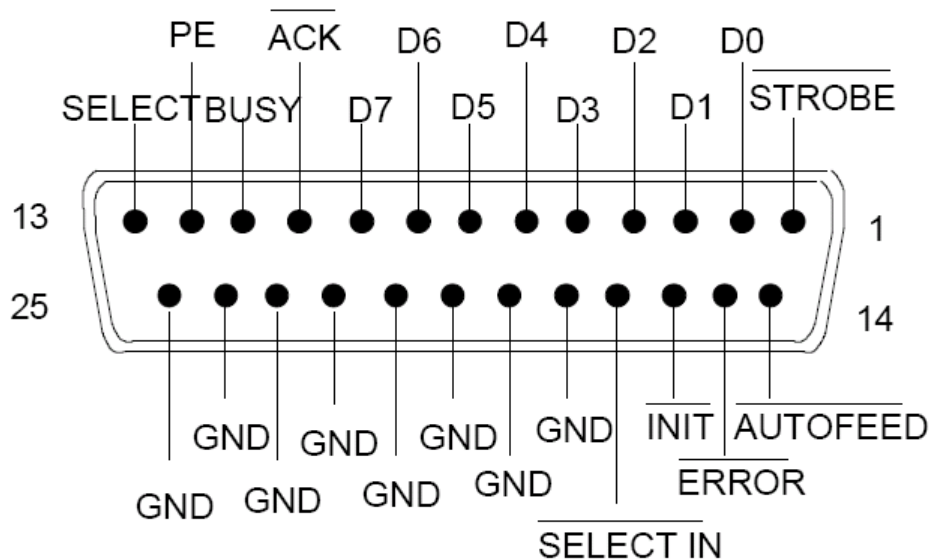 PE ACK D6 D4 D2 D0
SELECT BUSY D7 D5 D3 D1 STROBE
13 1
25 14
GND GND GND GND INIT AUTOFEED
GND GND GND GND ERROR
SELECT IN